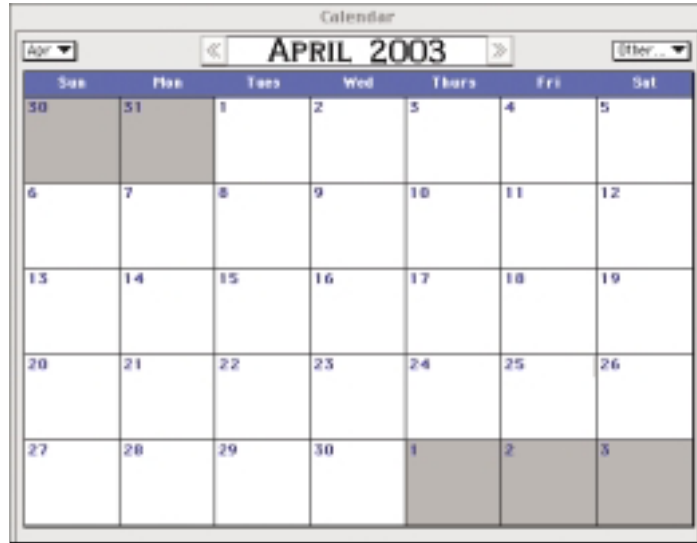 Calendar
Apr ▼ « APRIL 2003 » Other... ▼
Sun Mon Tues Wed Thurs Fri Sat
30 31 1 2 3 4 5
6 7 8 9 10 11 12
13 14 15 16 17 18 19
20 21 22 23 24 25 26
27 28 29 30 1 2 3